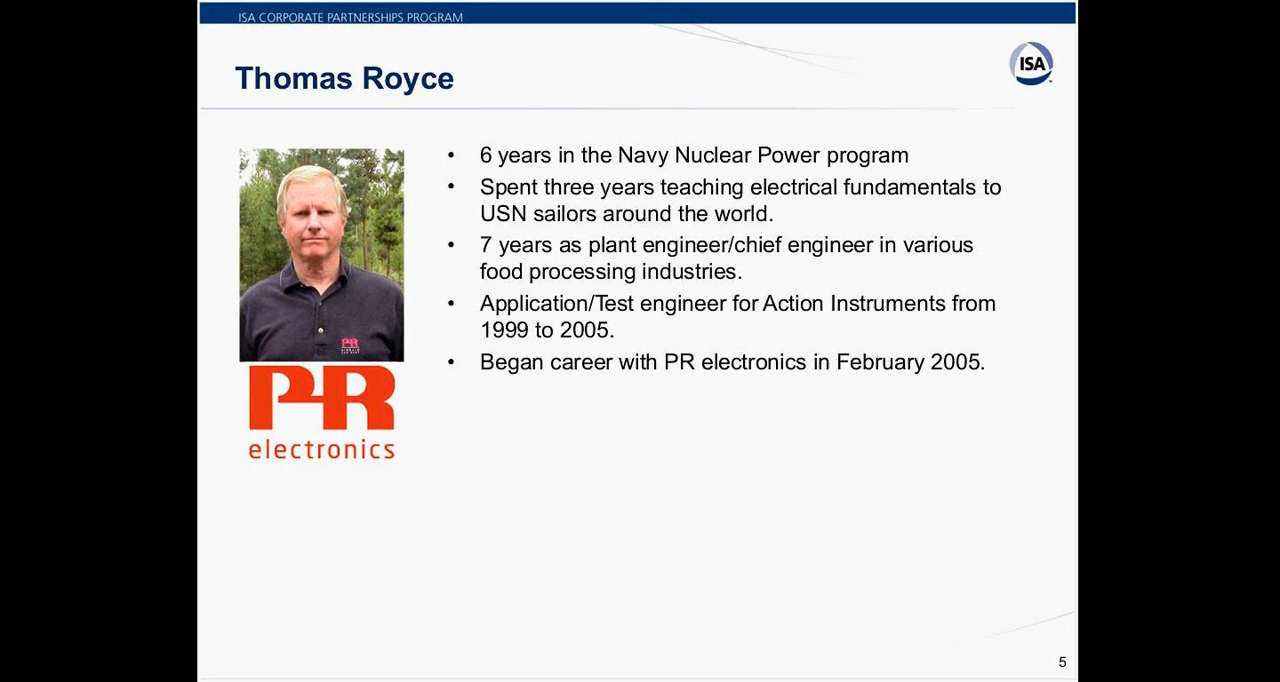 ISA CORPORATE PARTNERSHIPS PROGRAM
ISA
Thomas Royce
• 6 years in the Navy Nuclear Power program
• Spent three years teaching electrical fundamentals to
USN sailors around the world.
• 7 years as plant engineer/chief engineer in various
food processing industries.
• Application/Test engineer for Action Instruments from
1999 to 2005.
• Began career with PR electronics in February 2005.
PR
PR
electronics
5